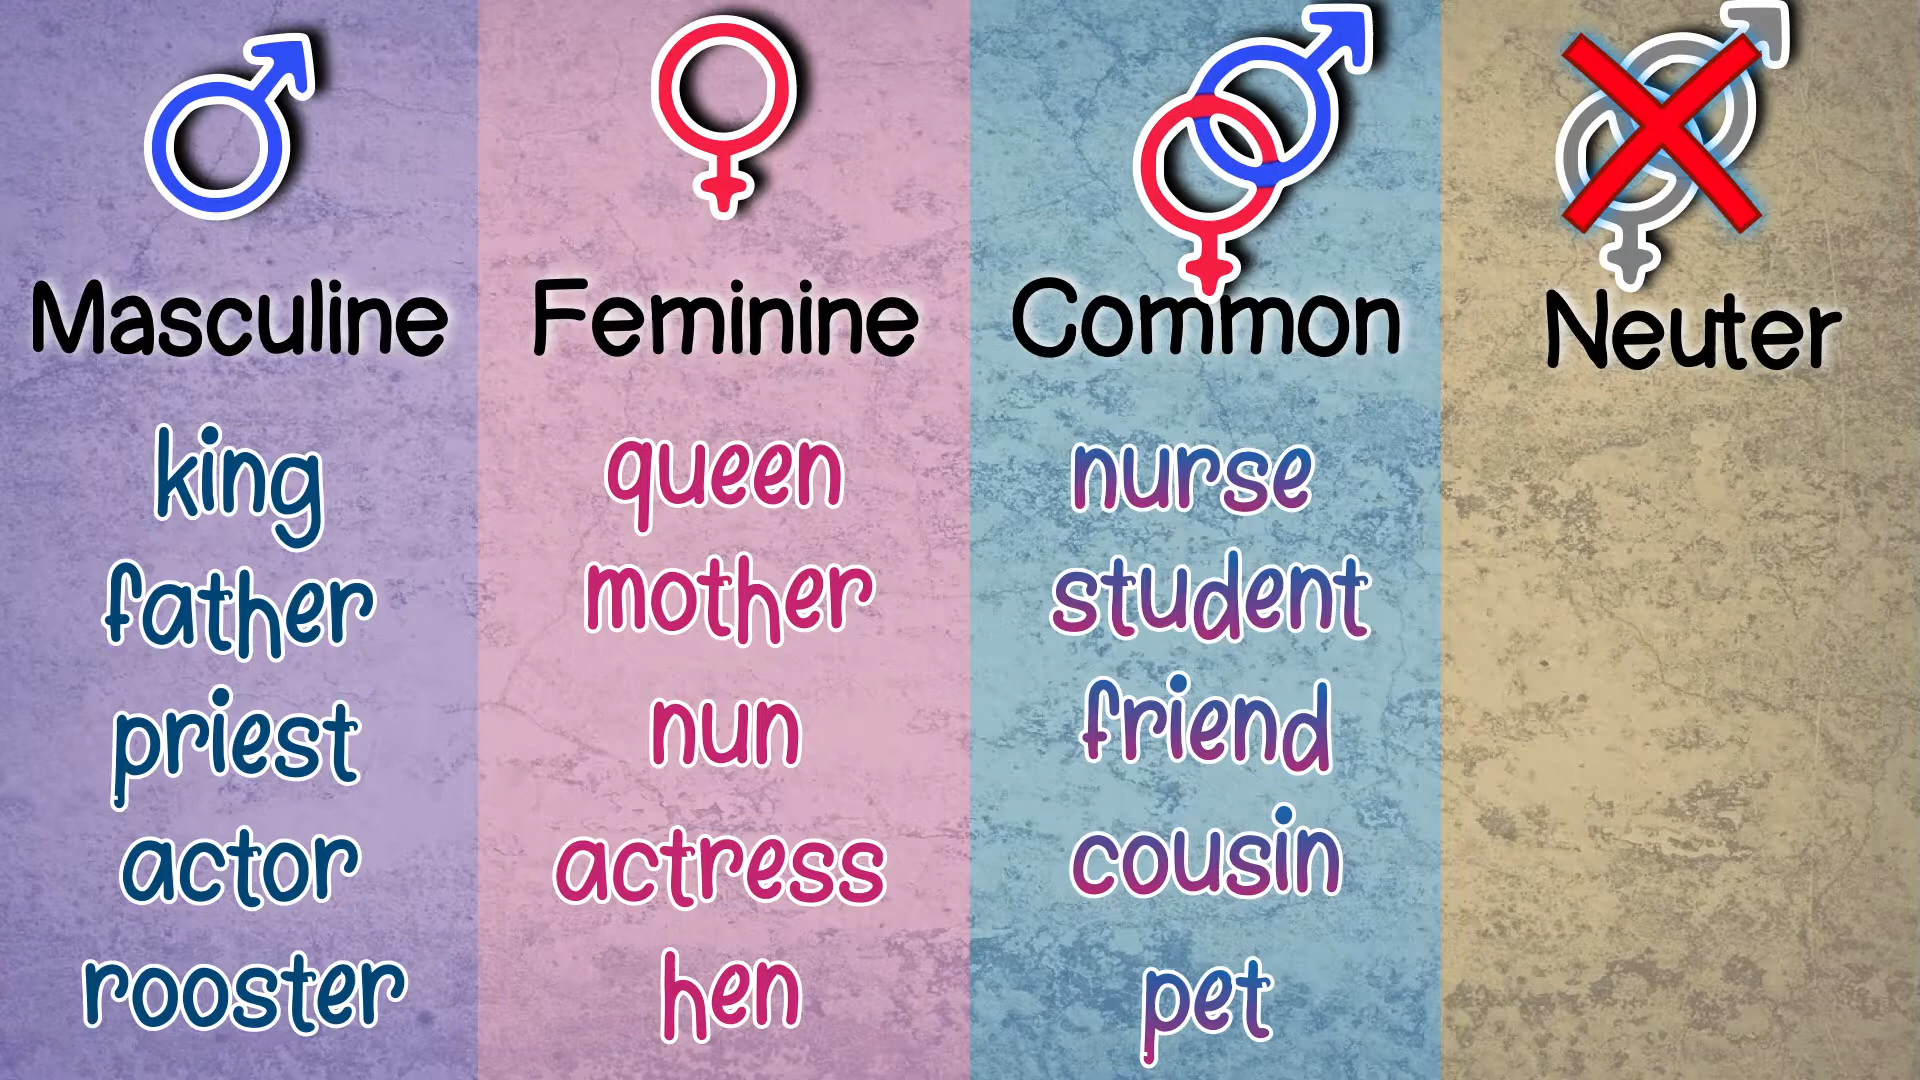 Masculine
Feminine
Common
Neuter
king
queen
nurse
father
mother
student
priest
nun
friend
actor
actress
cousin
rooster
hen
pet